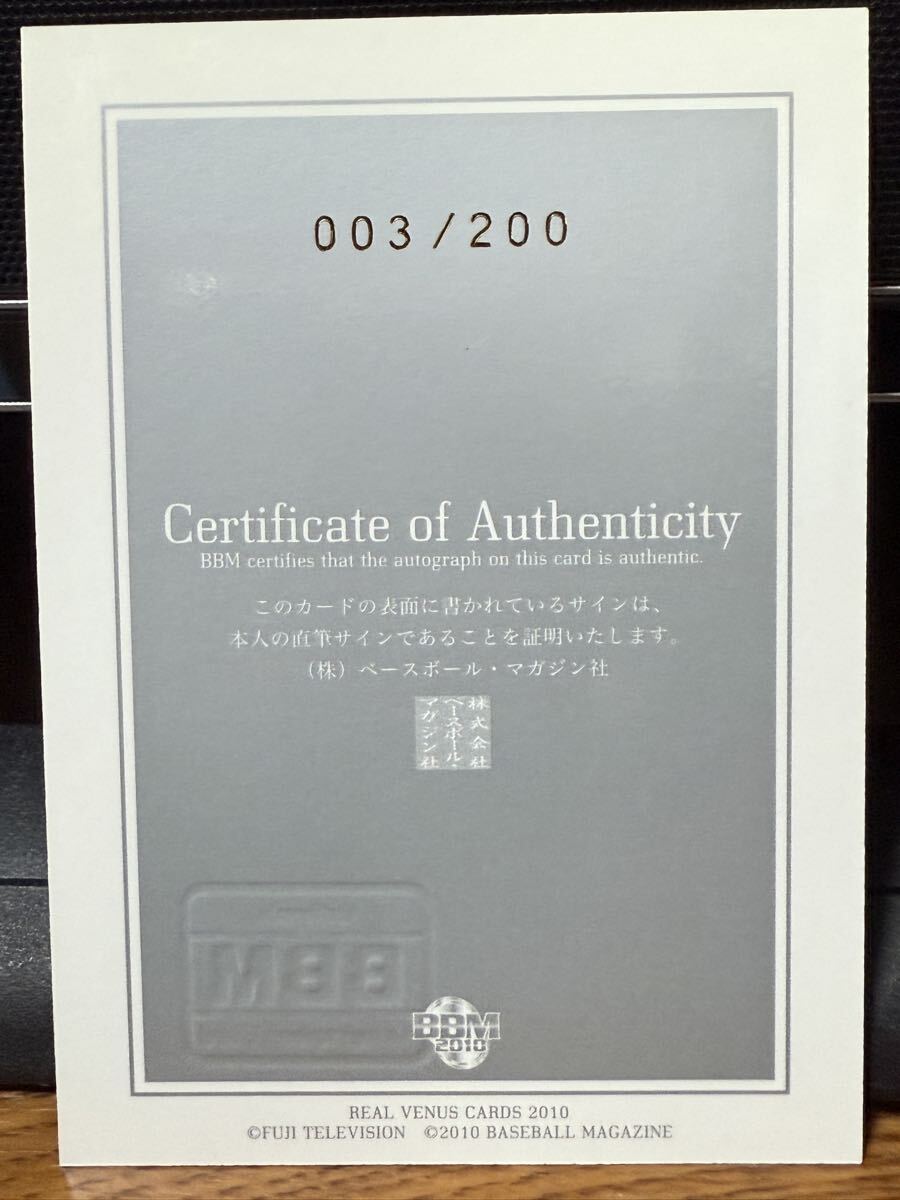 003/200
Certificate of Authenticity
BBM certifies that the autograph on this card is authentic.
このカードの表面に書かれているサインは、
本人の直筆サインであることを証明いたします。
（株）ベースボール・マガジン社
株式会社
ベースボール・
マガジン社
BBM
BBM
2010
REAL VENUS CARDS 2010
©FUJI TELEVISION ©2010 BASEBALL MAGAZINE